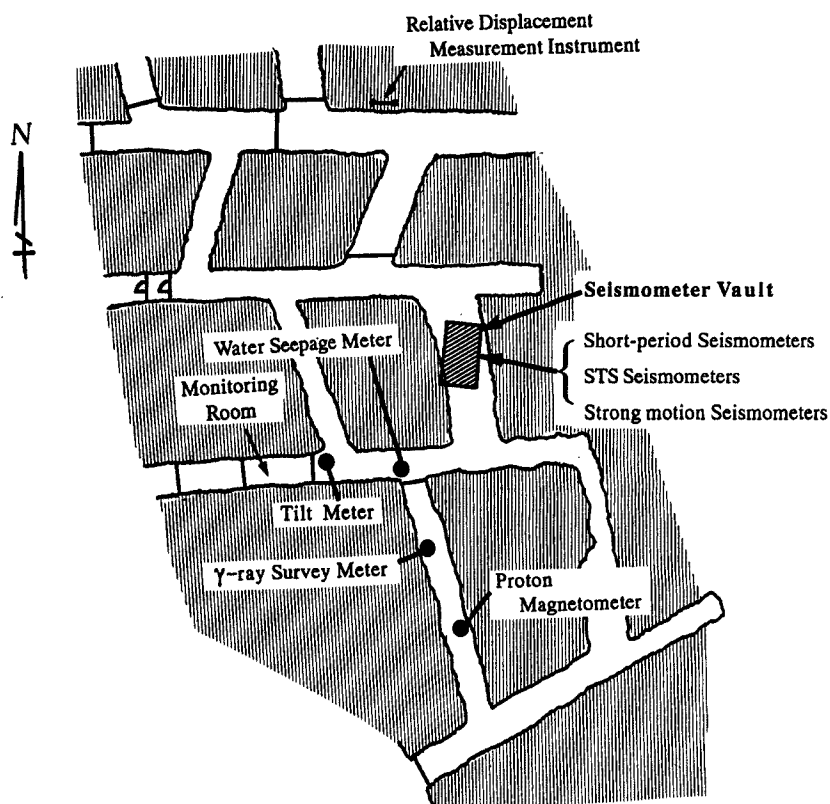 Relative Displacement
Measurement Instrument
N
Seismometer Vault
Water Seepage Meter
Short-period Seismometers
STS Seismometers
Strong motion Seismometers
Monitoring
Room
Tilt Meter
γ-ray Survey Meter
Proton
Magnetometer